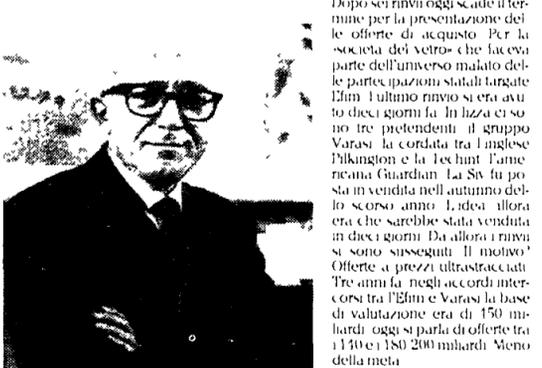 Dopo sei rinvii oggi scade il ter-
mine per la presentazione del-
le offerte di acquisto Per la
«società del vetro» che faceva
parte dell'universo malato del-
le partecipazioni statali targate
Efim l'ultimo rinvio si era avu-
to dieci giorni fa In lizza ci so-
no tre pretendenti il gruppo
Varasi la cordata tra l'inglese
Pilkington e la Techint l'ame-
ricana Guardian La Siv fu po-
sta in vendita nell autunno del-
lo scorso anno L'idea allora
era che sarebbe stata venduta
in dieci giorni Da allora i rinvii
si sono susseguiti Il motivo?
Offerte a prezzi ultrastracciati
Tre anni fa negli accordi inter-
corsi tra l'Efim e Varasi la base
di valutazione era di 450 mi-
liardi oggi si parla di offerte tra
i 140 e i 180 200 miliardi Meno
della metà